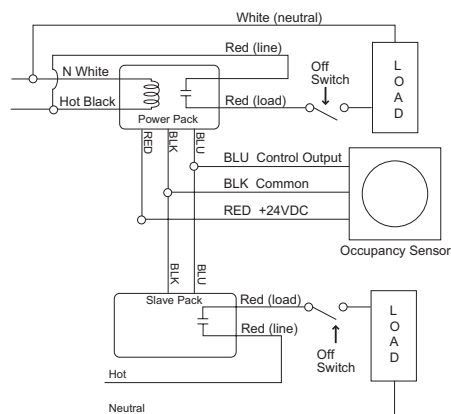 White (neutral)
Red (line)
Off
Switch
L
O
A
D
N White
Hot Black
Red (load)
Power Pack
RED
BLK
BLU
BLU Control Output
BLK Common
RED +24VDC
Occupancy Sensor
BLK
BLU
Slave Pack
Red (load)
Red (line)
Off
Switch
L
O
A
D
Hot
Neutral